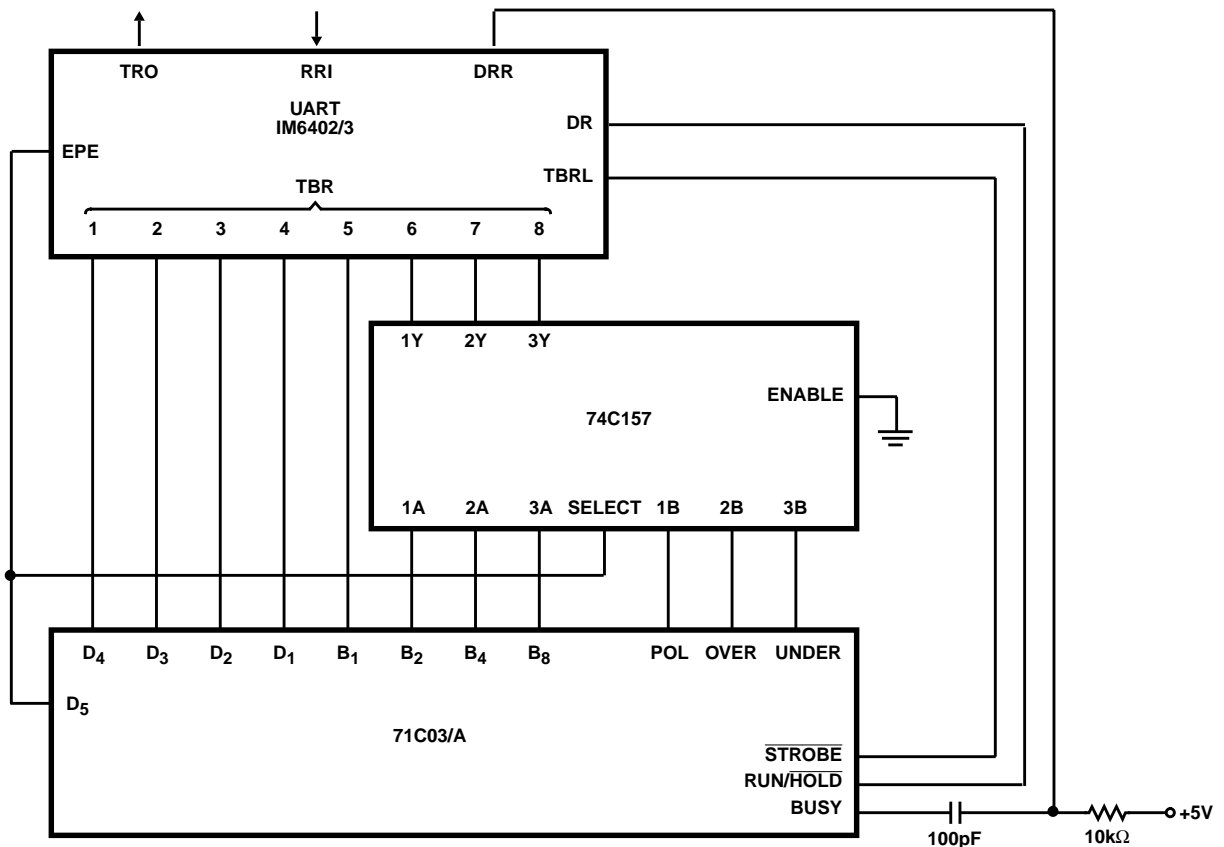 TRO RRI DRR
UART
IM6402/3
DR
EPE
TBRL
TBR
1 2 3 4 5 6 7 8
1Y 2Y 3Y
ENABLE
74C157
1A 2A 3A SELECT 1B 2B 3B
D4 D3 D2 D1 B1 B2 B4 B8 POL OVER UNDER
D5
71C03/A
STROBE
RUN/HOLD
BUSY
+5V
100pF 10kΩ